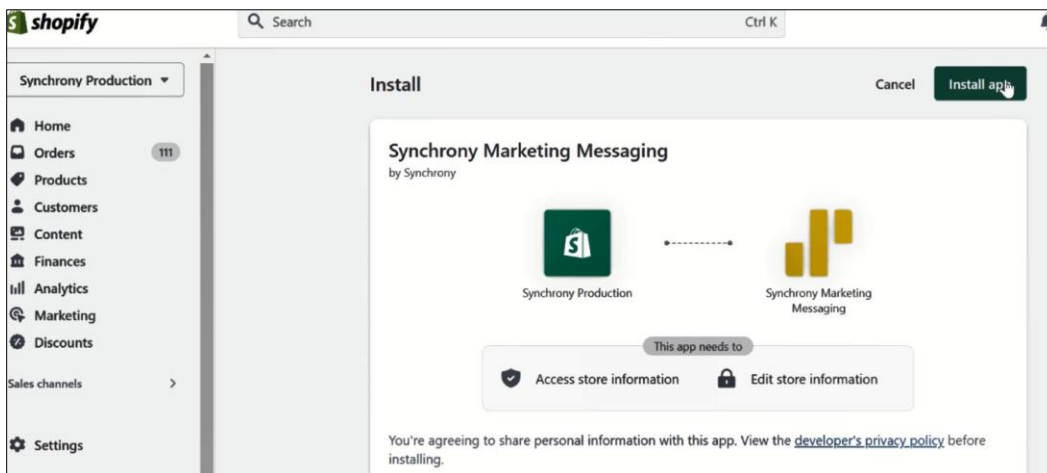 shopify
Search
Ctrl K
Synchrony Production
Install
Cancel
Install app
Home
Orders
111
Products
Customers
Content
Finances
Analytics
Marketing
Discounts
Sales channels
Settings
Synchrony Marketing Messaging
by Synchrony
Synchrony Production
Synchrony Marketing
Messaging
This app needs to
Access store information
Edit store information
You're agreeing to share personal information with this app. View the developer's privacy policy before
installing.